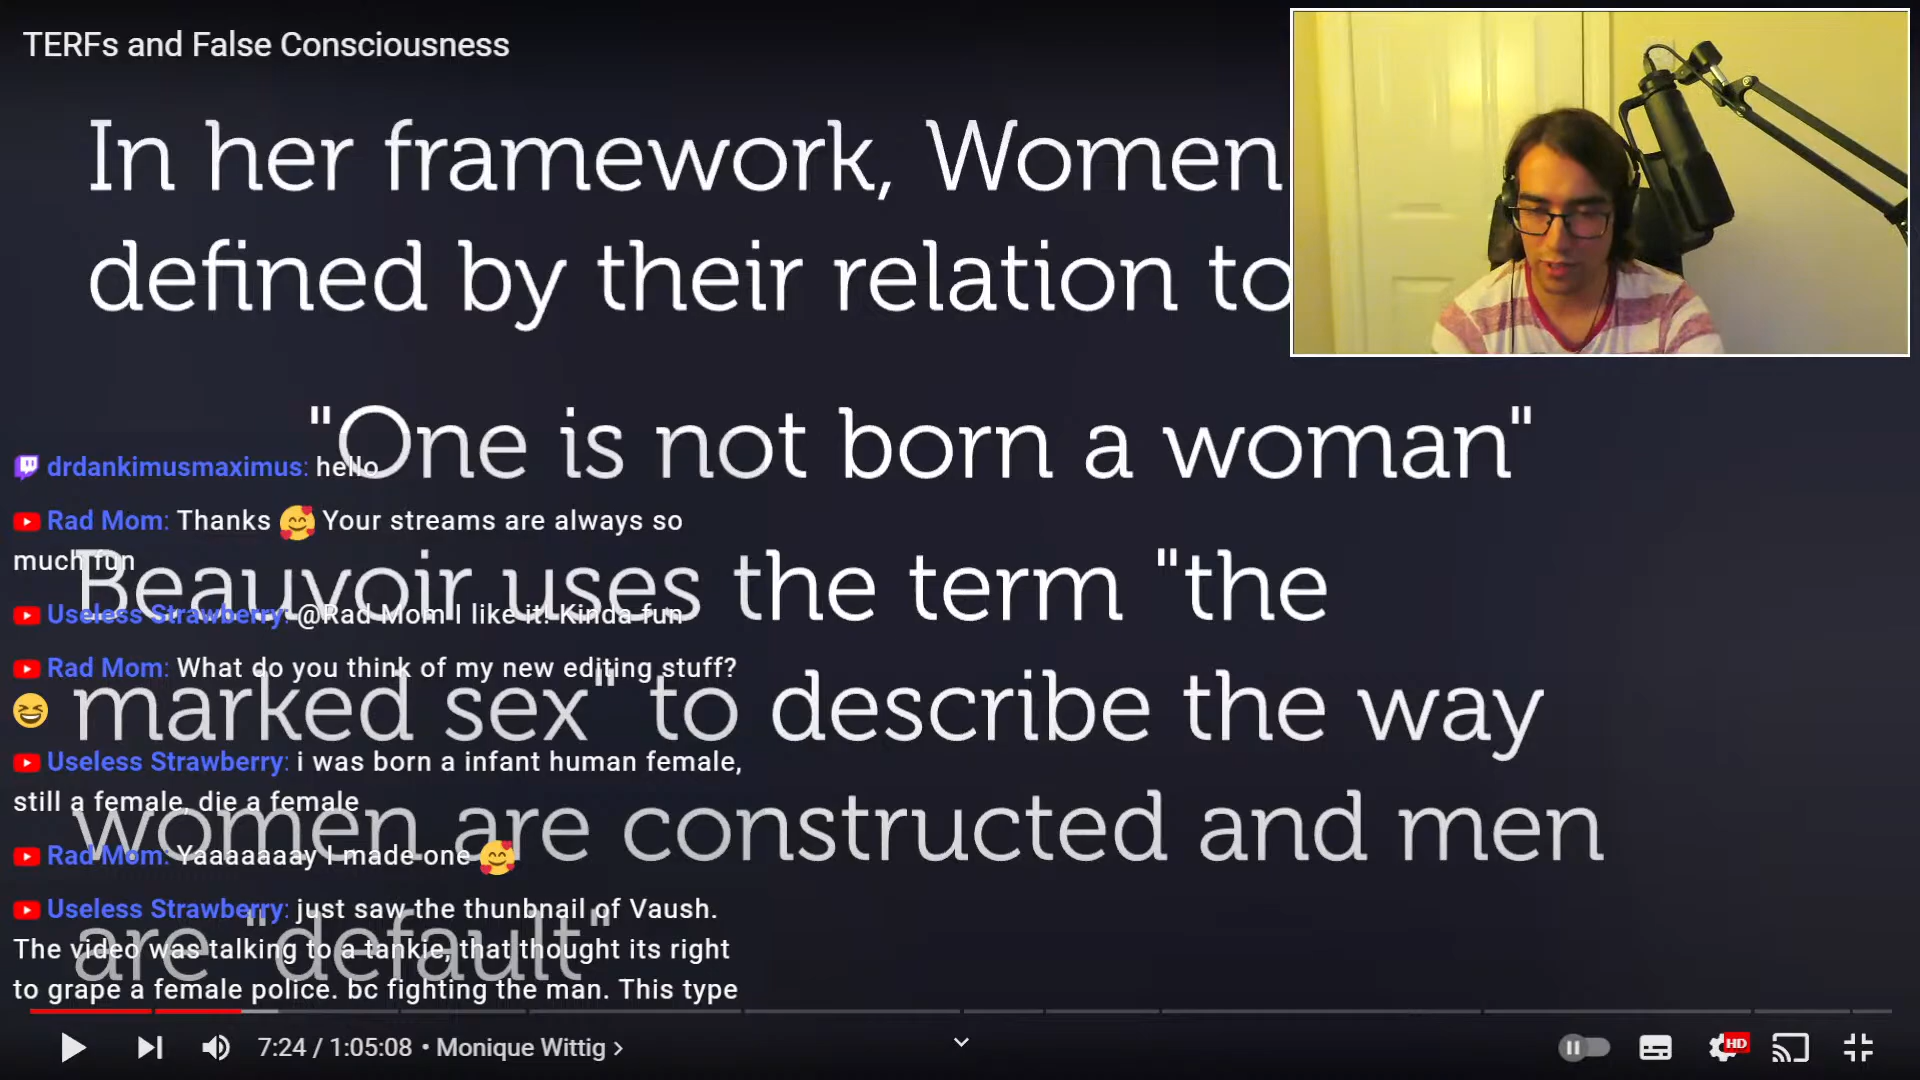 TERFs and False Consciousness
In her framework, Women
defined by their relation to
"One is not born a woman"
Beauvoir uses the term "the
marked sex" to describe the way
women are constructed and men
are "default"
drdankimusmaximus: hello
Rad Mom: Thanks 🥰 Your streams are always so
much fun
Useless Strawberry: @Rad Mom I like it! Kinda fun
Rad Mom: What do you think of my new editing stuff?
😆
Useless Strawberry: i was born a infant human female,
still a female, die a female
Rad Mom: Yaaaaaaay I made one 🥰
Useless Strawberry: just saw the thunbnail of Vaush.
The video was talking to a tankie, that thought its right
to grape a female police. bc fighting the man. This type
7:24 / 1:05:08 • Monique Wittig >
HD